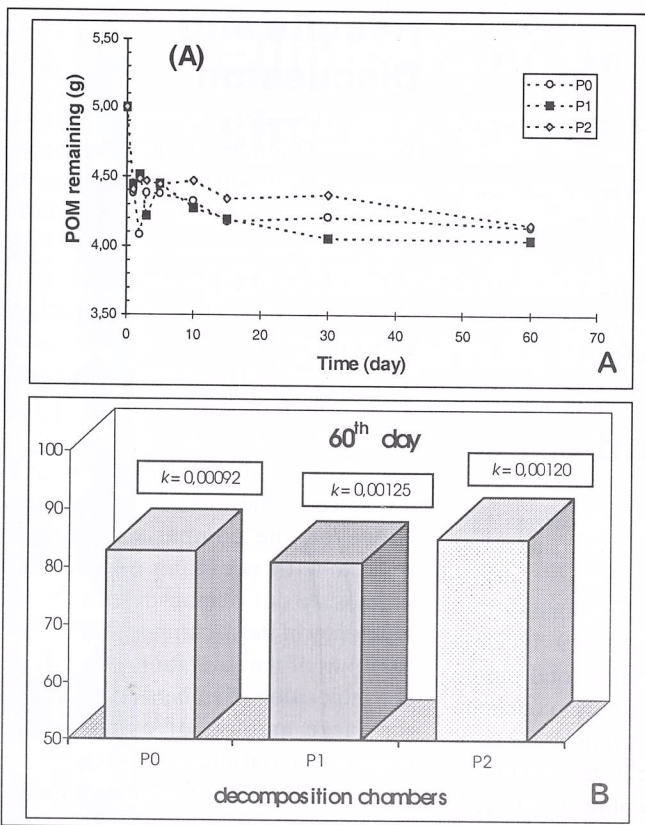 (A)
5,50
5,00
4,50
4,00
3,50
POM remaining (g)
P0
P1
P2
0 10 20 30 40 50 60 70
Time (day)
A
60th day
100
90
80
70
60
50
k= 0,00092
k= 0,00125
k= 0,00120
P0 P1 P2
decomposition chambers
B